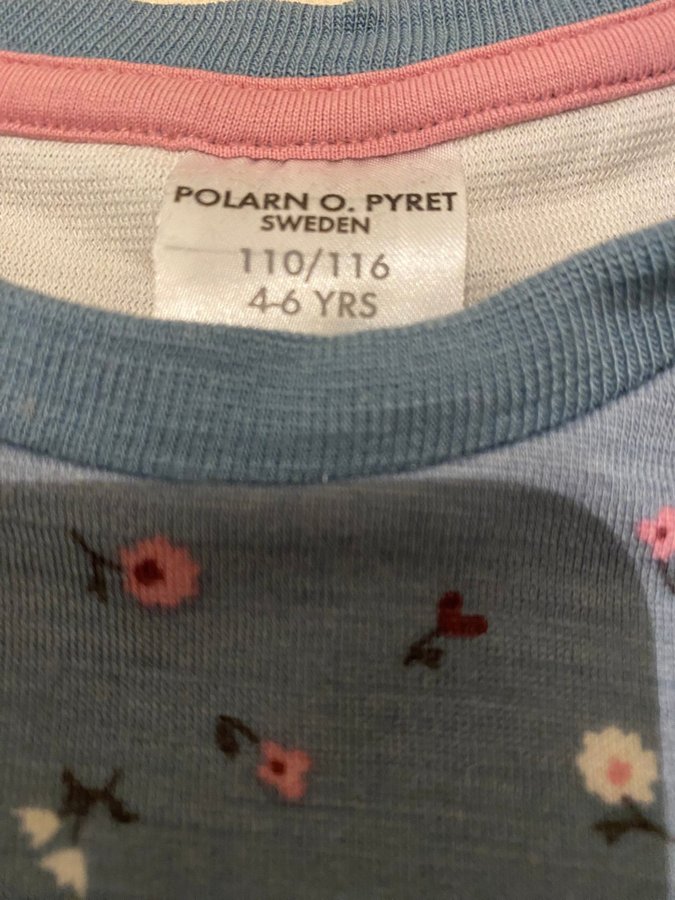 POLARN O. PYRET
SWEDEN
110/116
4-6 YRS